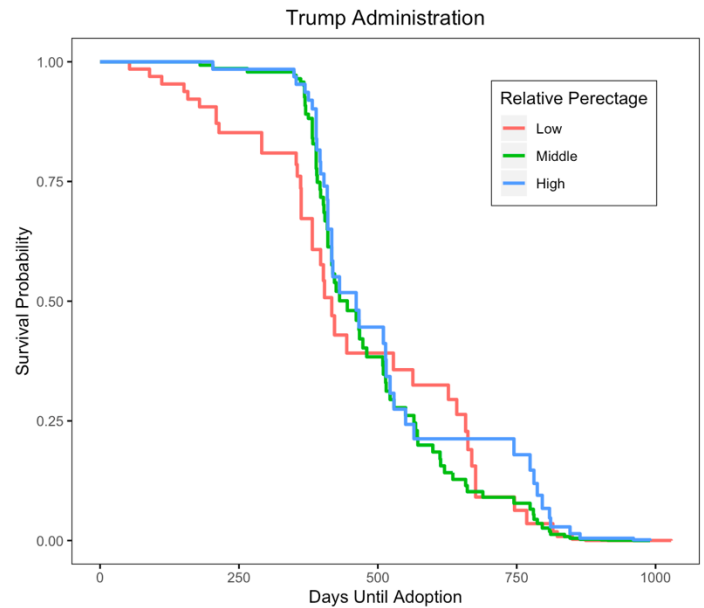 Trump Administration
1.00
0.75
0.50
0.25
0.00
Survival Probability
Relative Perectage
Low
Middle
High
0
250
500
750
1000
Days Until Adoption